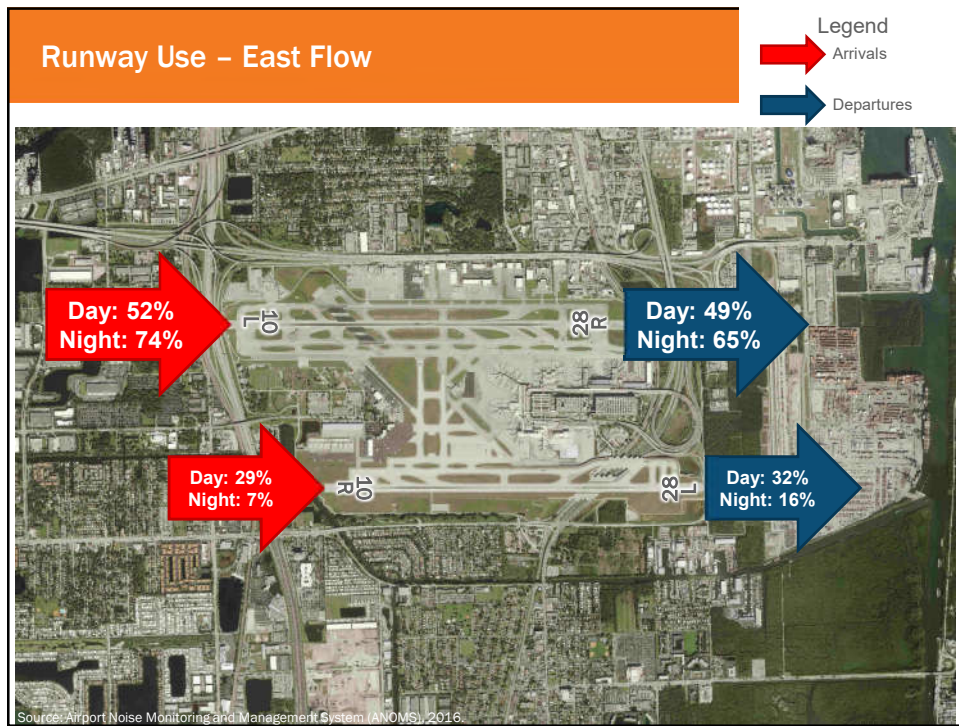 Runway Use – East Flow
Legend
Arrivals
Departures
Day: 52%
Night: 74%
10
L
28
R
Day: 49%
Night: 65%
Day: 29%
Night: 7%
10
R
28
L
Day: 32%
Night: 16%
Source: Airport Noise Monitoring and Management System (ANOMS), 2016.